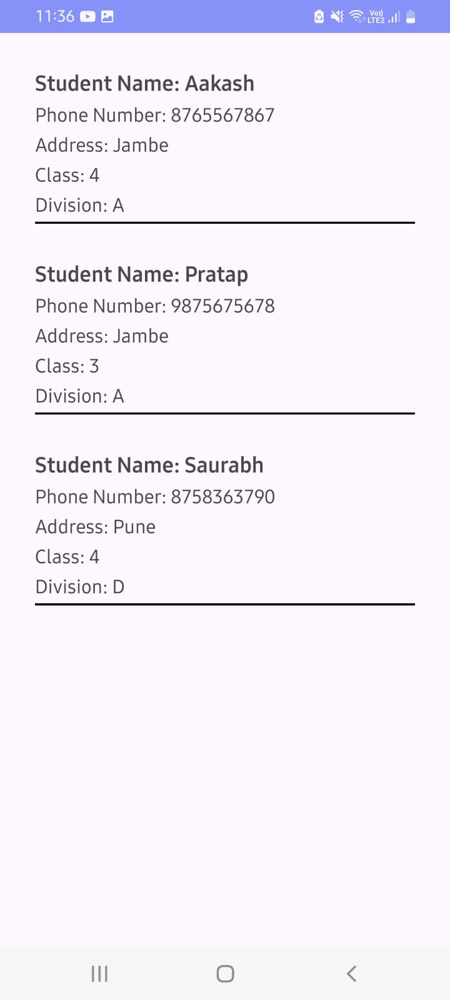 11:36
Vo))
LTE2
Student Name: Aakash
Phone Number: 8765567867
Address: Jambe
Class: 4
Division: A
Student Name: Pratap
Phone Number: 9875675678
Address: Jambe
Class: 3
Division: A
Student Name: Saurabh
Phone Number: 8758363790
Address: Pune
Class: 4
Division: D